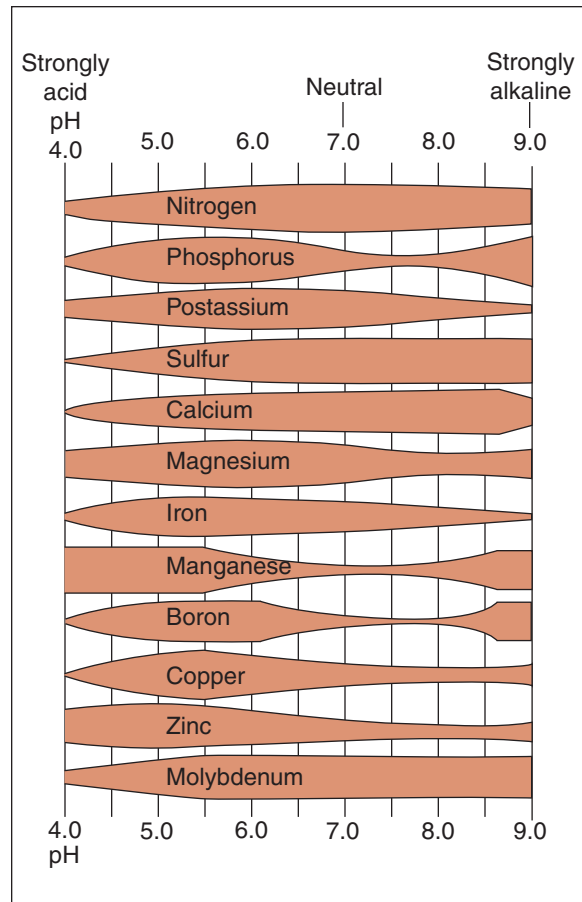 Strongly
acid
pH
4.0
5.0
6.0
Neutral
7.0
8.0
Strongly
alkaline
9.0
Nitrogen
Phosphorus
Postassium
Sulfur
Calcium
Magnesium
Iron
Manganese
Boron
Copper
Zinc
Molybdenum
4.0 5.0 6.0 7.0 8.0 9.0
pH